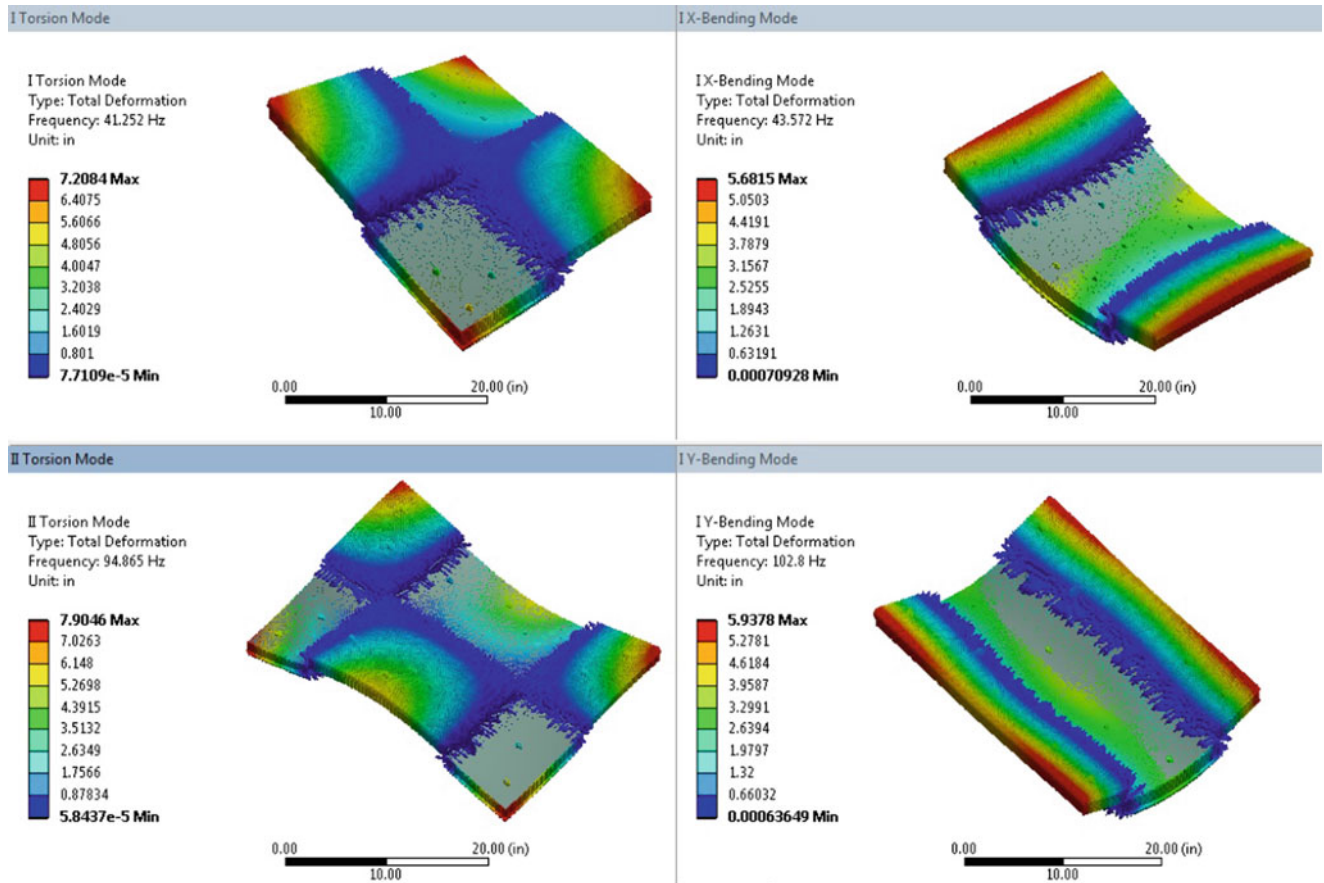 I Torsion Mode
I Torsion Mode
Type: Total Deformation
Frequency: 41.252 Hz
Unit: in
7.2084 Max
6.4075
5.6066
4.8056
4.0047
3.2038
2.4029
1.6019
0.801
7.7109e-5 Min
0.00 20.00 (in)
10.00
I X-Bending Mode
I X-Bending Mode
Type: Total Deformation
Frequency: 43.572 Hz
Unit: in
5.6815 Max
5.0503
4.4191
3.7879
3.1567
2.5255
1.8943
1.2631
0.63191
0.00070928 Min
0.00 20.00 (in)
10.00
II Torsion Mode
II Torsion Mode
Type: Total Deformation
Frequency: 94.865 Hz
Unit: in
7.9046 Max
7.0263
6.148
5.2698
4.3915
3.5132
2.6349
1.7566
0.87834
5.8437e-5 Min
0.00 20.00 (in)
10.00
I Y-Bending Mode
I Y-Bending Mode
Type: Total Deformation
Frequency: 102.8 Hz
Unit: in
5.9378 Max
5.2781
4.6184
3.9587
3.2991
2.6394
1.9797
1.32
0.66032
0.00063649 Min
0.00 20.00 (in)
10.00